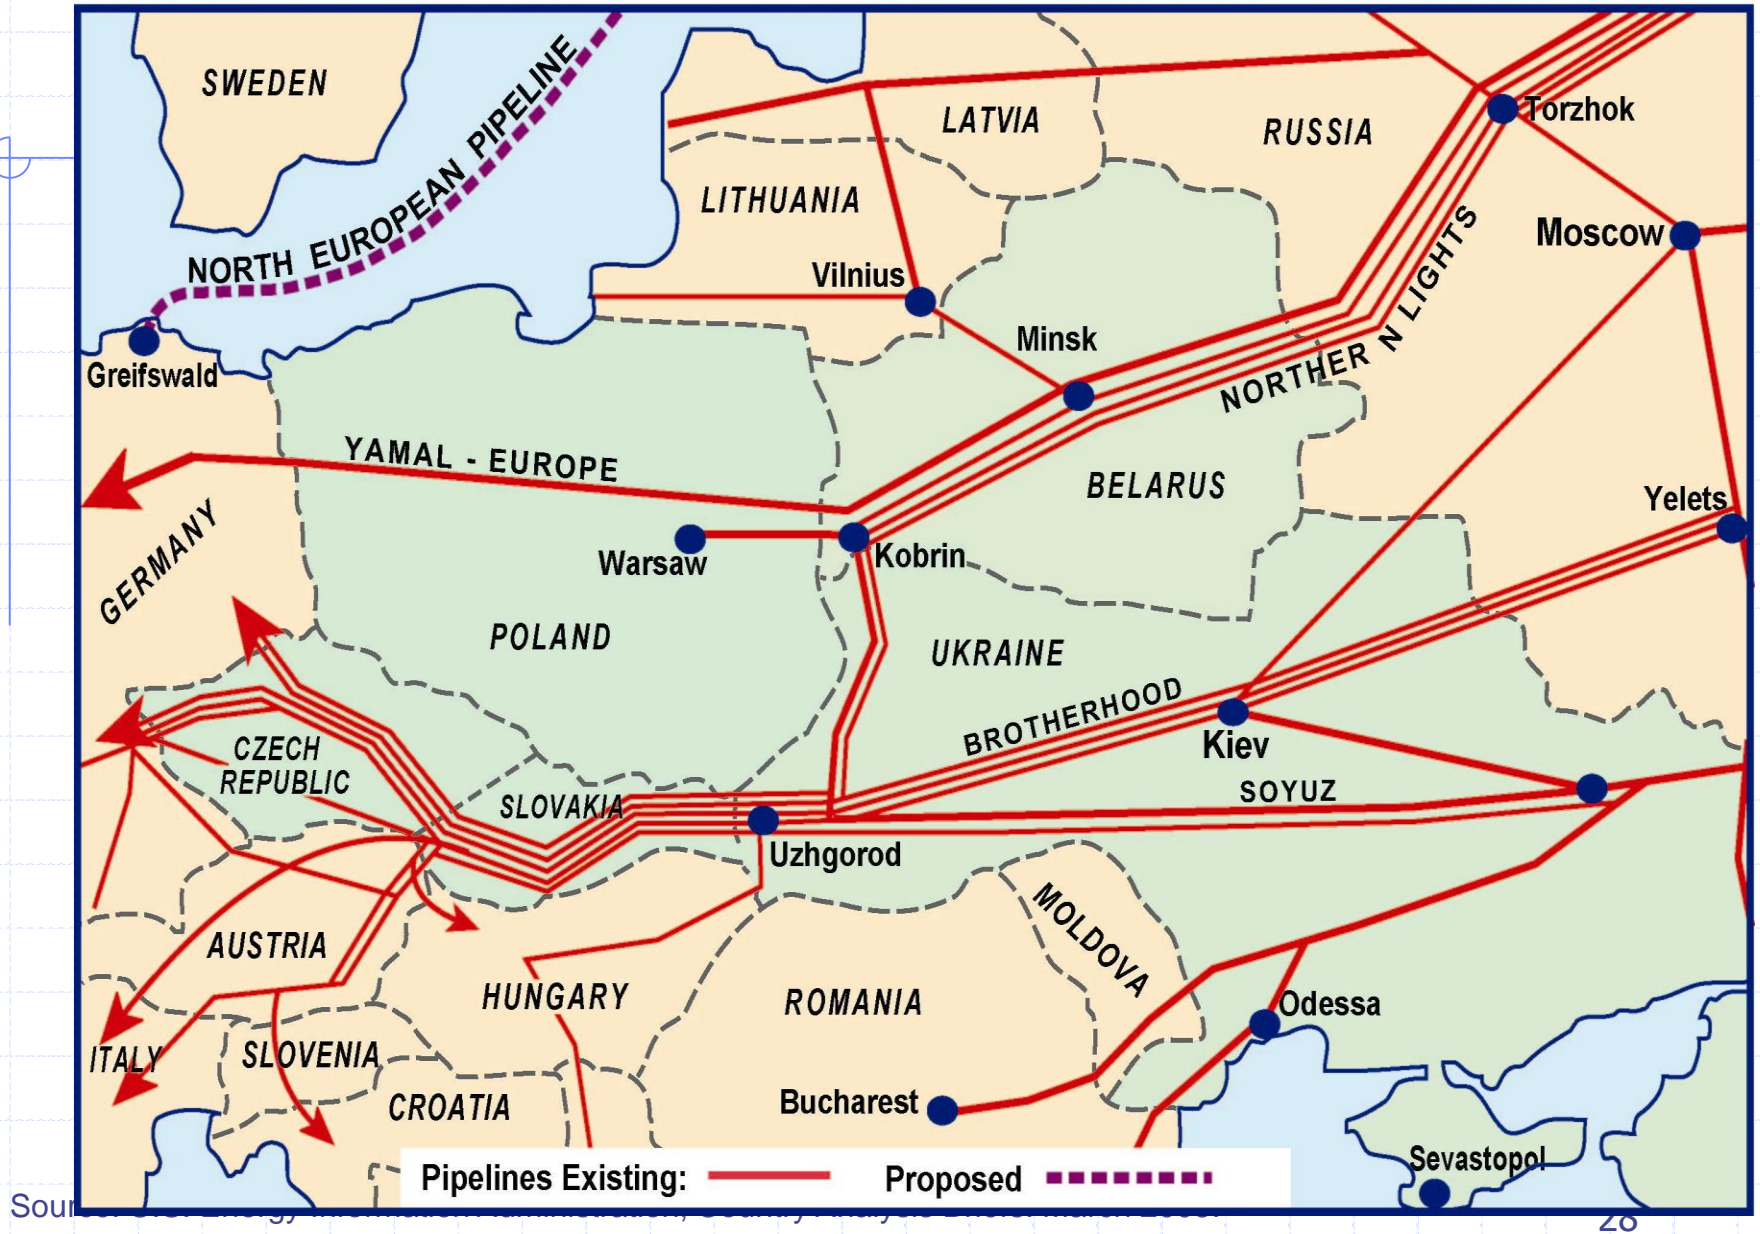 SWEDEN
NORTH EUROPEAN PIPELINE
LATVIA
RUSSIA
Torzhok
LITHUANIA
Moscow
Vilnius
NORTHER N LIGHTS
Minsk
Greifswald
YAMAL - EUROPE
BELARUS
Yelets
GERMANY
Warsaw
Kobrin
POLAND
UKRAINE
BROTHERHOOD
Kiev
CZECH
REPUBLIC
SLOVAKIA
SOYUZ
Uzhgorod
MOLDOVA
AUSTRIA
HUNGARY
ROMANIA
Odessa
ITALY
SLOVENIA
CROATIA
Bucharest
Sevastopol
Pipelines Existing:
Proposed
28